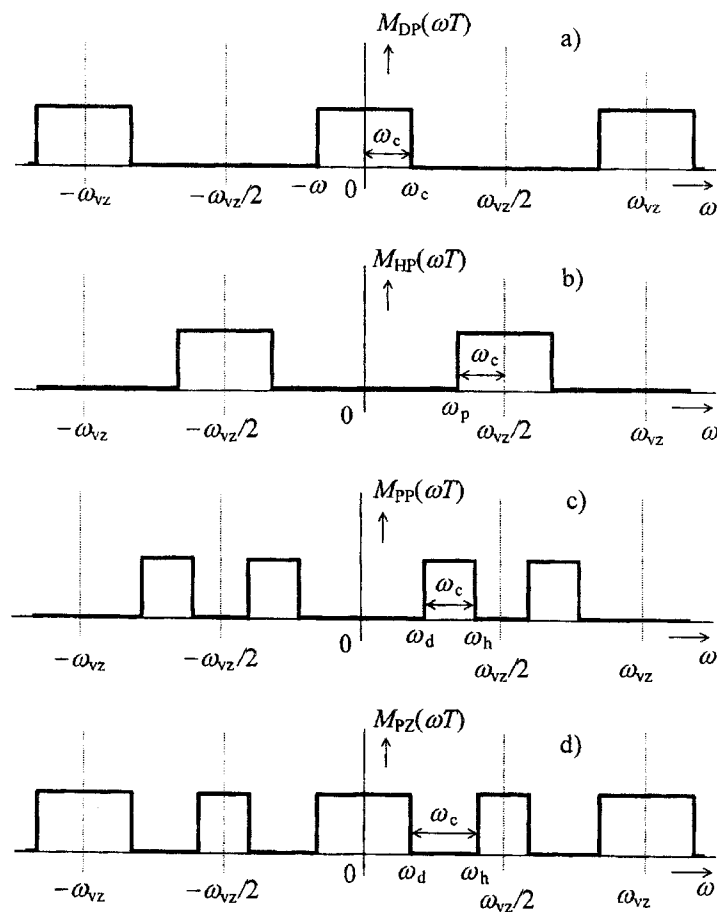 M_DP(ωT) a)
ω_c
−ω_vz −ω_vz/2 −ω 0 ω_c ω_vz/2 ω_vz ω
M_HP(ωT) b)
ω_c
−ω_vz −ω_vz/2 0 ω_p ω_vz/2 ω_vz ω
M_PP(ωT) c)
ω_c
−ω_vz −ω_vz/2 0 ω_d ω_h ω_vz/2 ω_vz ω
M_PZ(ωT) d)
ω_c
−ω_vz −ω_vz/2 0 ω_d ω_h ω_vz/2 ω_vz ω